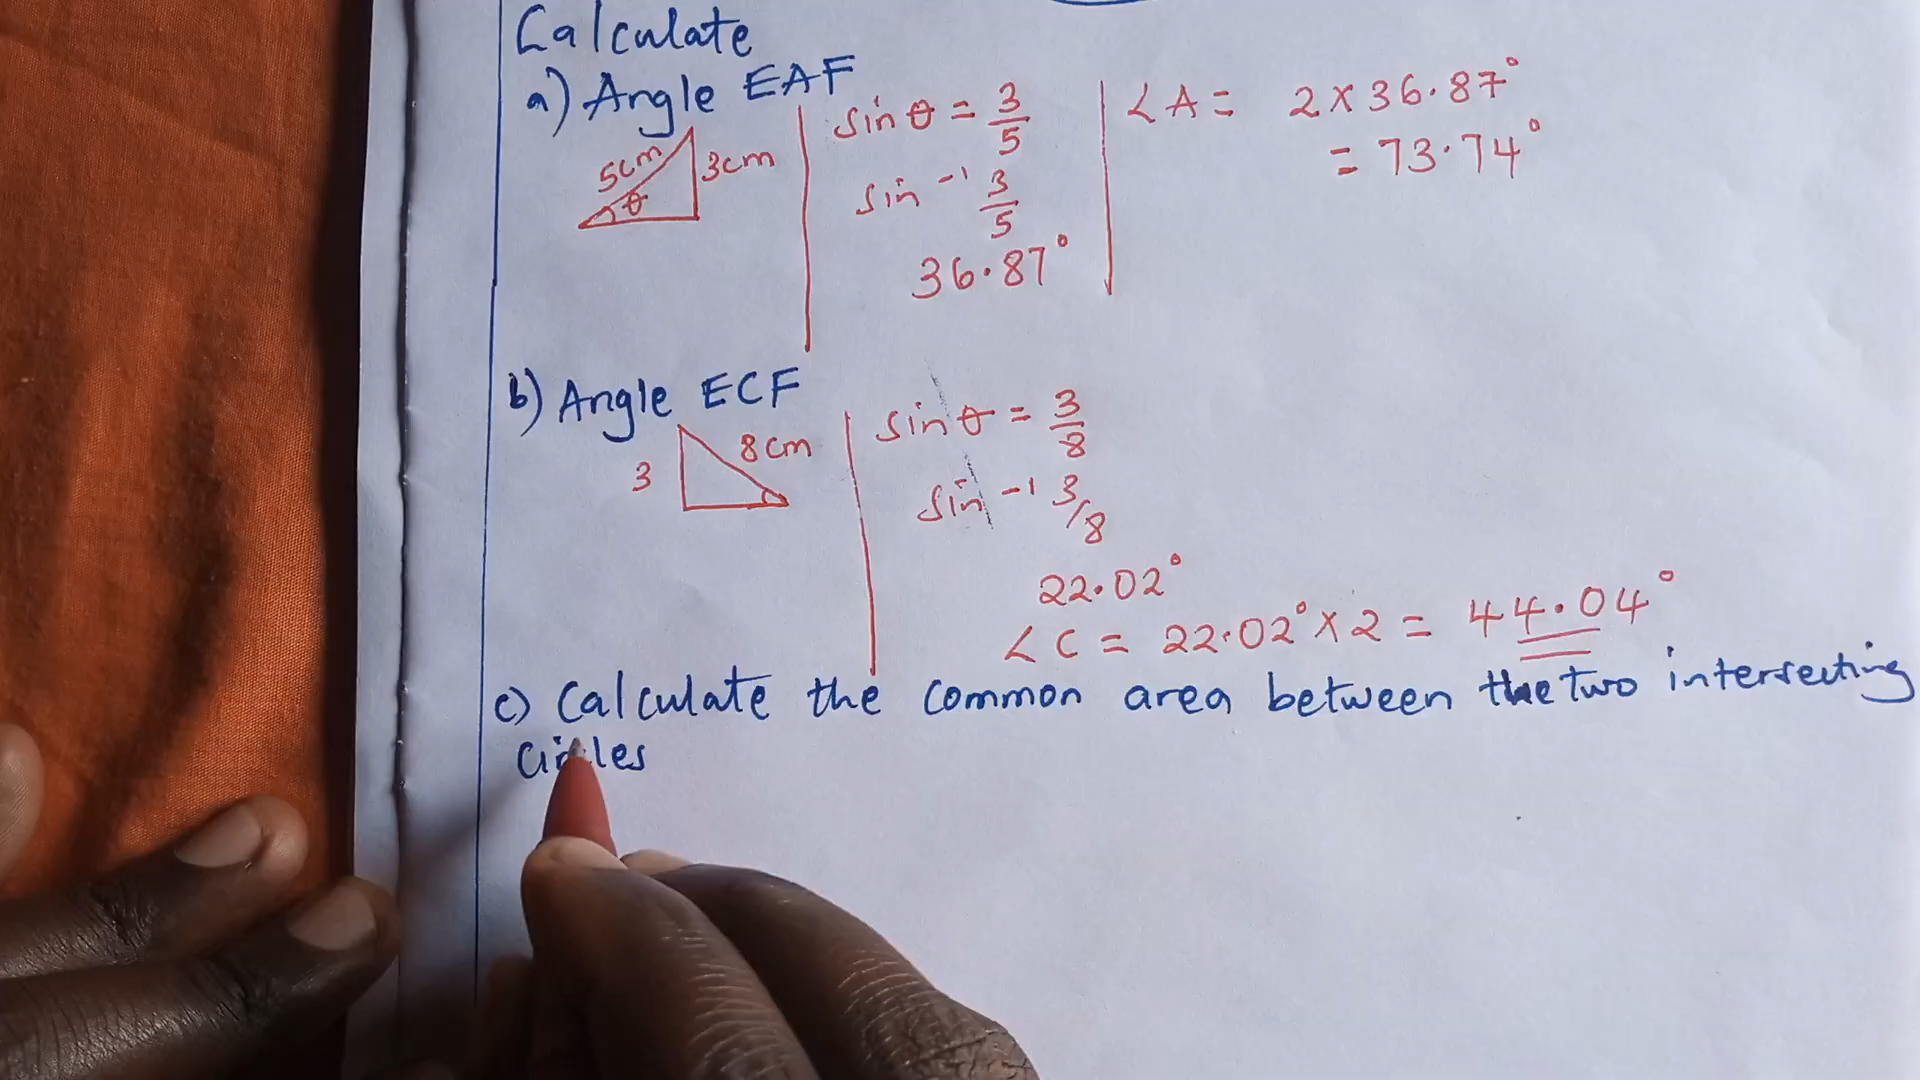 Calculate
a) Angle EAF
5cm
3cm
θ
sin θ = 3/5
sin ⁻¹ 3/5
36.87°
∠A = 2 x 36.87°
= 73.74°
b) Angle ECF
3
8cm
sin θ = 3/8
sin ⁻¹ 3/8
22.02°
∠C = 22.02° x 2 = 44.04°
c) Calculate the common area between the two intersecting
circles